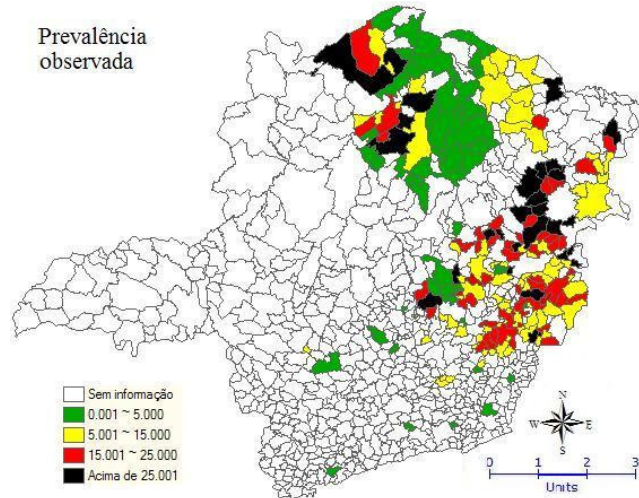 Prevalência
observada
Sem informação
0.001 ~ 5.000
5.001 ~ 15.000
15.001 ~ 25.000
Acima de 25.001
N
W E
S
0 1 2 3
Units